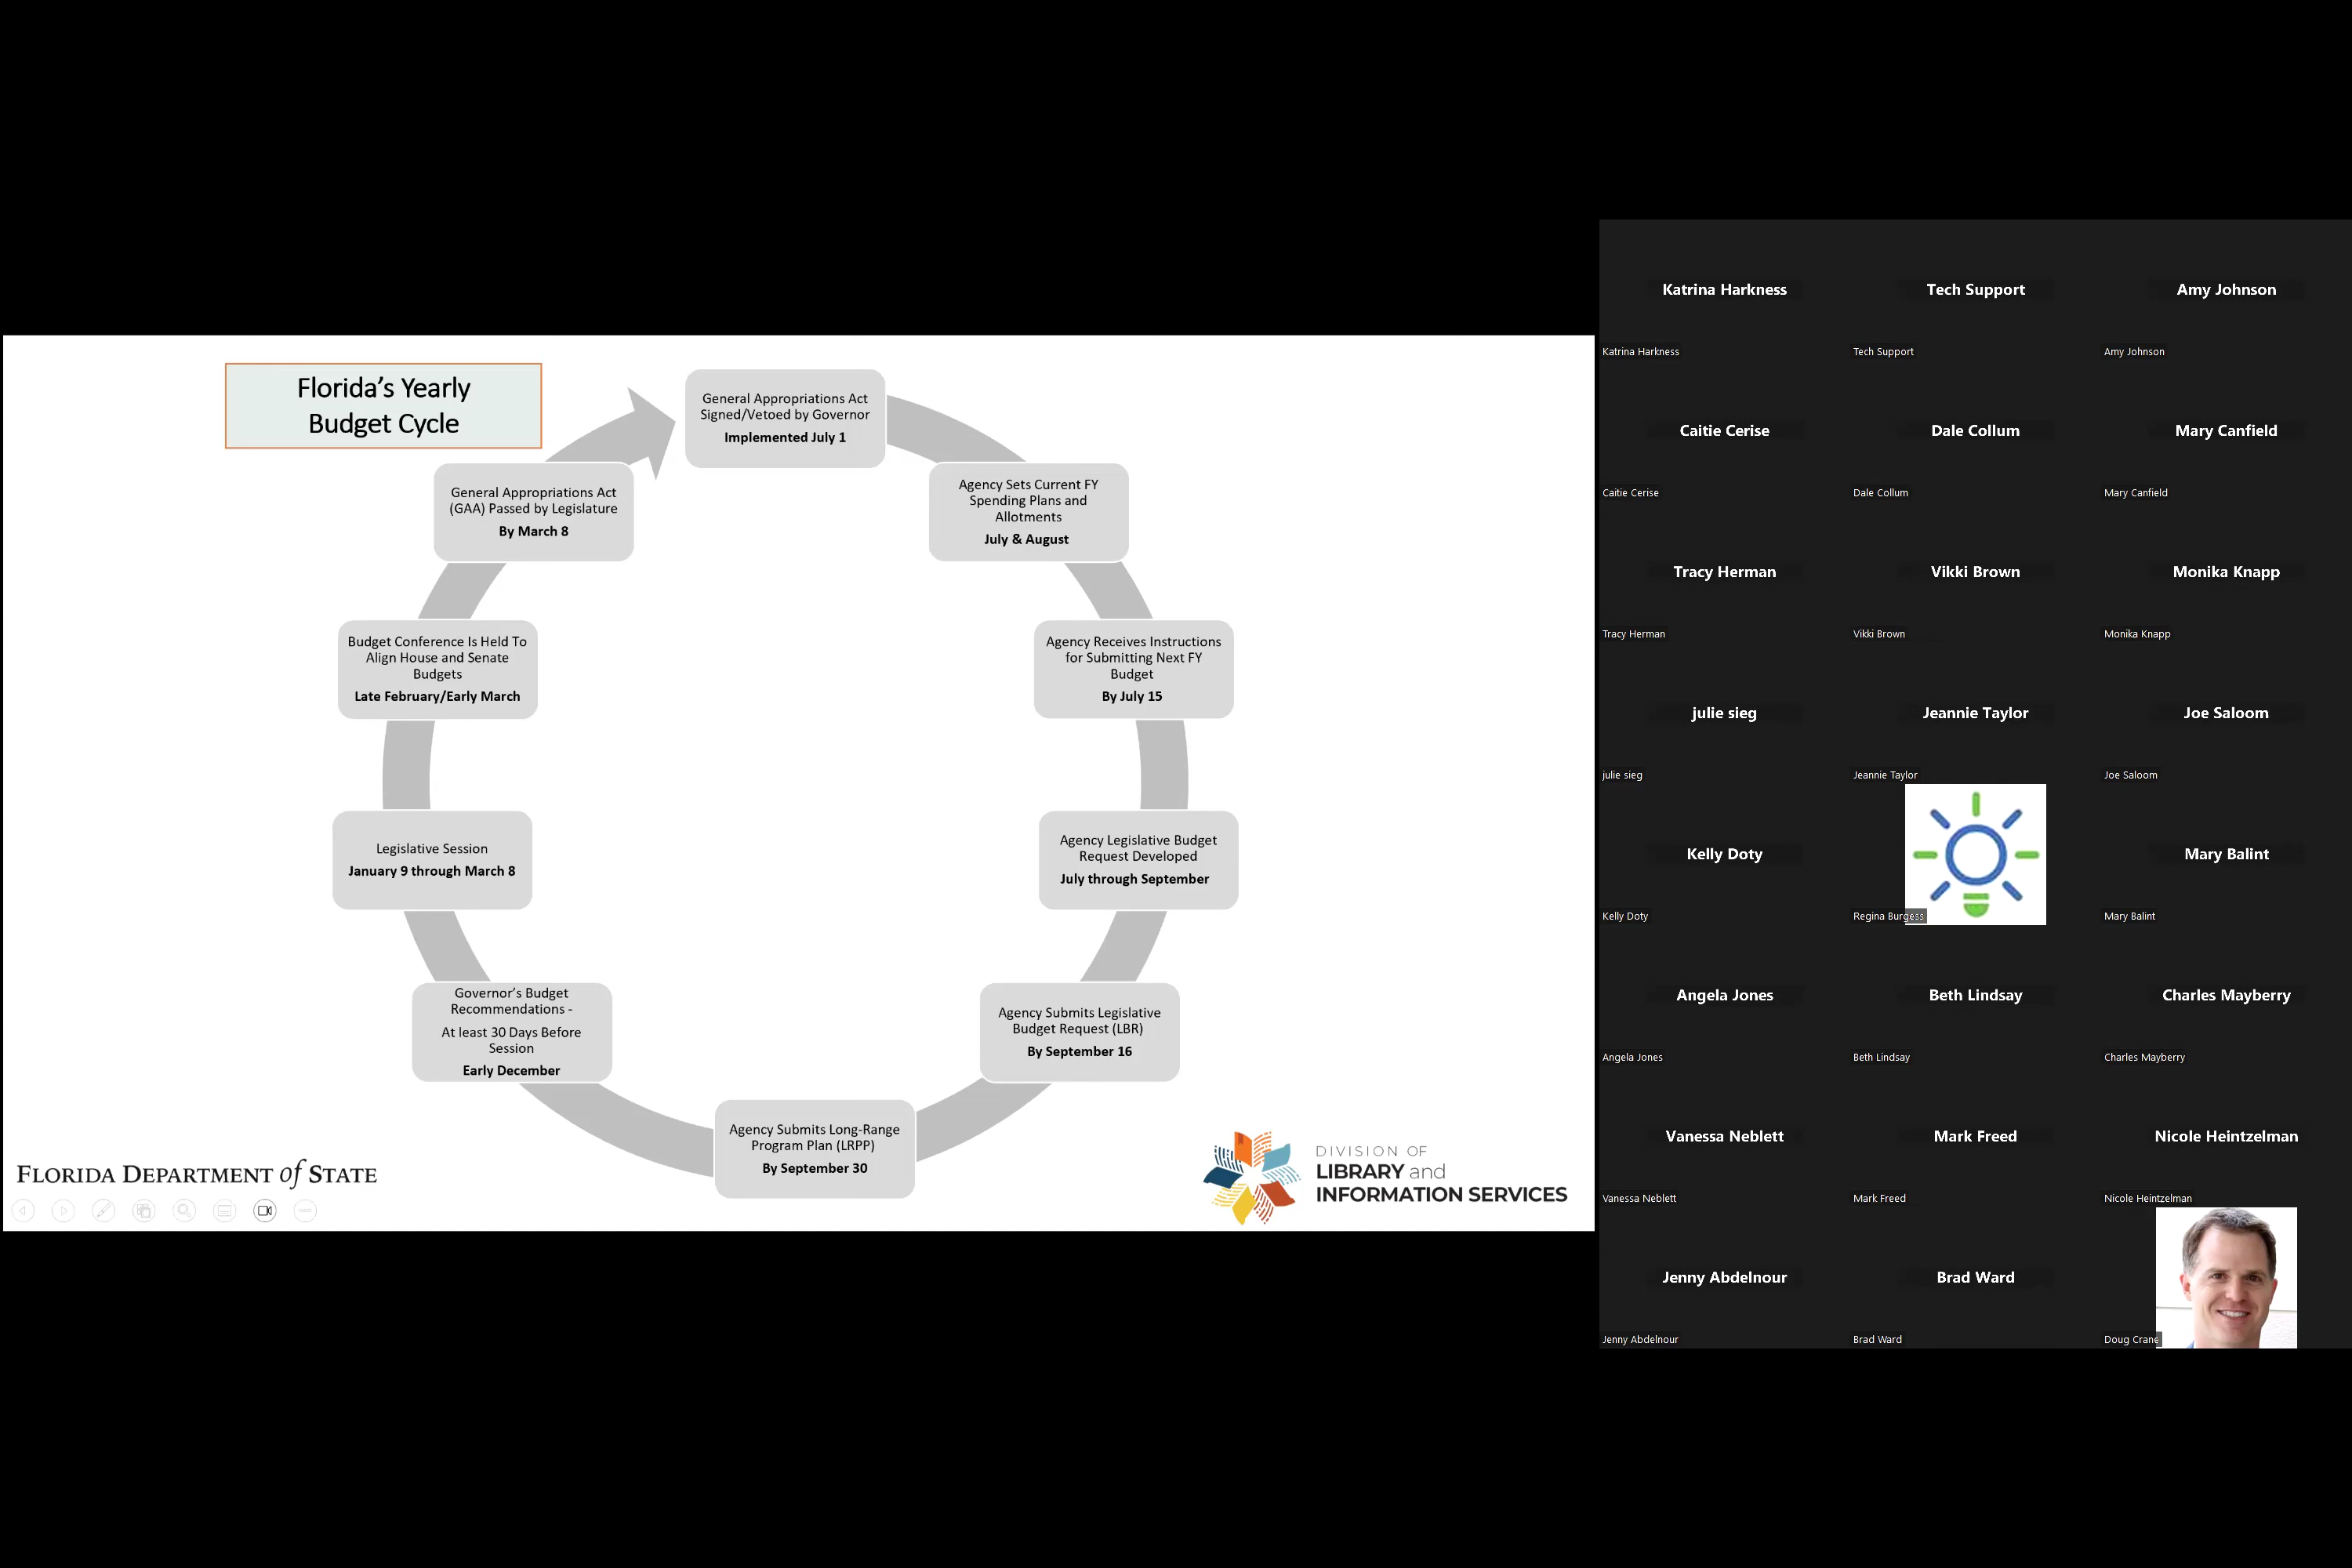 Florida's Yearly
Budget Cycle
General Appropriations Act
Signed/Vetoed by Governor
Implemented July 1
Agency Sets Current FY
Spending Plans and
Allotments
July & August
Agency Receives Instructions
for Submitting Next FY
Budget
By July 15
Agency Legislative Budget
Request Developed
July through September
Agency Submits Legislative
Budget Request (LBR)
By September 16
Agency Submits Long-Range
Program Plan (LRPP)
By September 30
Governor's Budget
Recommendations -
At least 30 Days Before
Session
Early December
Legislative Session
January 9 through March 8
Budget Conference Is Held To
Align House and Senate
Budgets
Late February/Early March
General Appropriations Act
(GAA) Passed by Legislature
By March 8
FLORIDA DEPARTMENT of STATE
DIVISION OF
LIBRARY and
INFORMATION SERVICES
Katrina Harkness
Katrina Harkness
Tech Support
Tech Support
Amy Johnson
Amy Johnson
Caitie Cerise
Caitie Cerise
Dale Collum
Dale Collum
Mary Canfield
Mary Canfield
Tracy Herman
Tracy Herman
Vikki Brown
Vikki Brown
Monika Knapp
Monika Knapp
julie sieg
julie sieg
Jeannie Taylor
Jeannie Taylor
Joe Saloom
Joe Saloom
Kelly Doty
Kelly Doty
Regina Burgess
Mary Balint
Mary Balint
Angela Jones
Angela Jones
Beth Lindsay
Beth Lindsay
Charles Mayberry
Charles Mayberry
Vanessa Neblett
Vanessa Neblett
Mark Freed
Mark Freed
Nicole Heintzelman
Nicole Heintzelman
Jenny Abdelnour
Jenny Abdelnour
Brad Ward
Brad Ward
Doug Crane